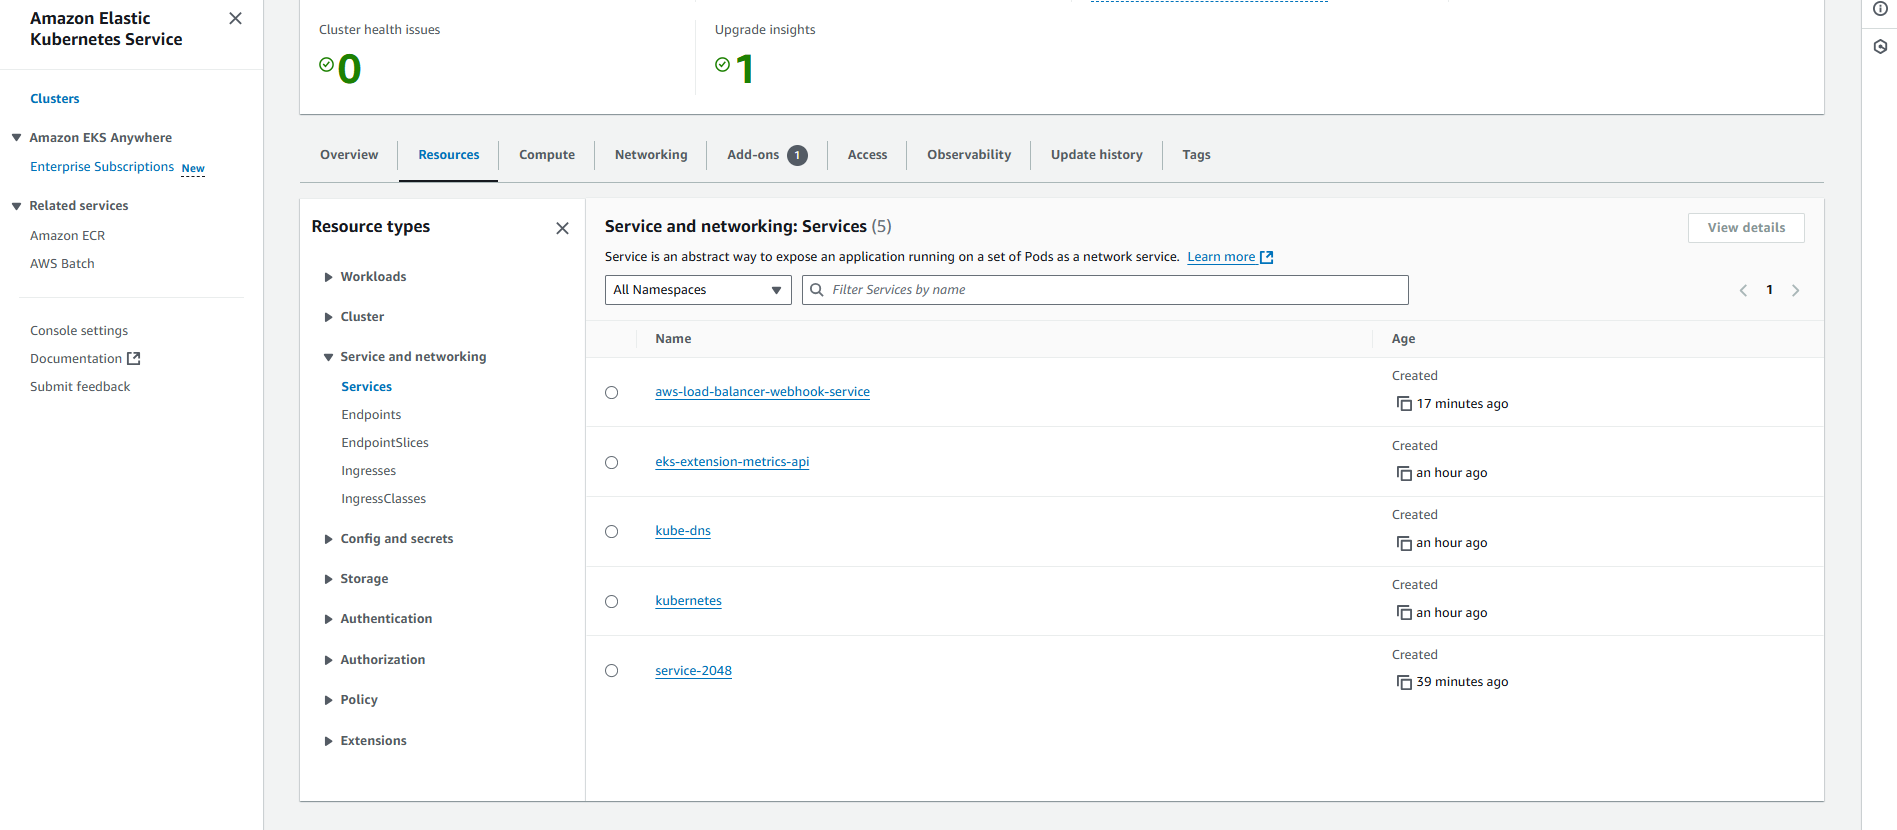 Amazon Elastic
Kubernetes Service
Clusters
Amazon EKS Anywhere
Enterprise Subscriptions New
Related services
Amazon ECR
AWS Batch
Console settings
Documentation
Submit feedback
Cluster health issues
0
Upgrade insights
1
Overview Resources Compute Networking Add-ons 1 Access Observability Update history Tags
Resource types
Workloads
Cluster
Service and networking
Services
Endpoints
EndpointSlices
Ingresses
IngressClasses
Config and secrets
Storage
Authentication
Authorization
Policy
Extensions
Service and networking: Services (5)
View details
Service is an abstract way to expose an application running on a set of Pods as a network service. Learn more
All Namespaces
Filter Services by name
1
Name Age
aws-load-balancer-webhook-service
Created
17 minutes ago
eks-extension-metrics-api
Created
an hour ago
kube-dns
Created
an hour ago
kubernetes
Created
an hour ago
service-2048
Created
39 minutes ago